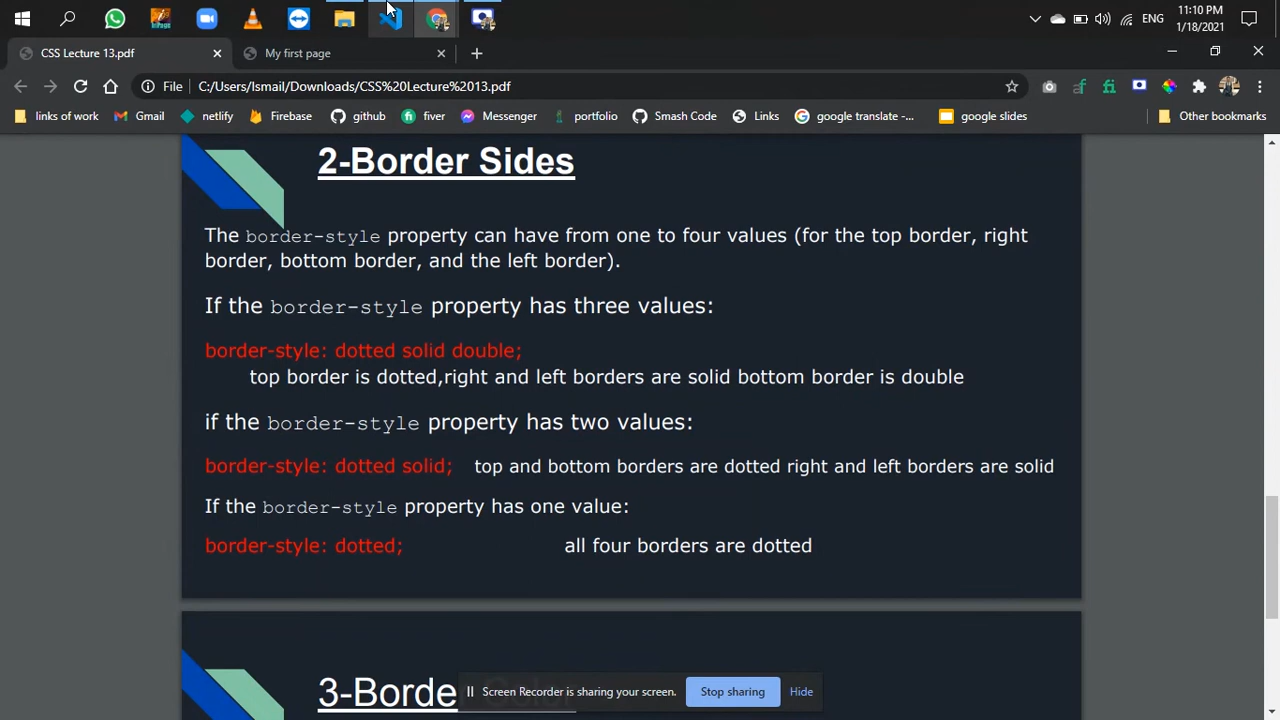 11:10 PM
ENG
1/18/2021
CSS Lecture 13.pdf
My first page
File
C:/Users/Ismail/Downloads/CSS%20Lecture%2013.pdf
links of work
Gmail
netlify
Firebase
github
fiver
Messenger
portfolio
Smash Code
Links
google translate -...
google slides
Other bookmarks
2-Border Sides
The border-style property can have from one to four values (for the top border, right
border, bottom border, and the left border).
If the border-style property has three values:
border-style: dotted solid double;
top border is dotted,right and left borders are solid bottom border is double
if the border-style property has two values:
border-style: dotted solid; top and bottom borders are dotted right and left borders are solid
If the border-style property has one value:
border-style: dotted; all four borders are dotted
3-Borde
Screen Recorder is sharing your screen.
Stop sharing
Hide